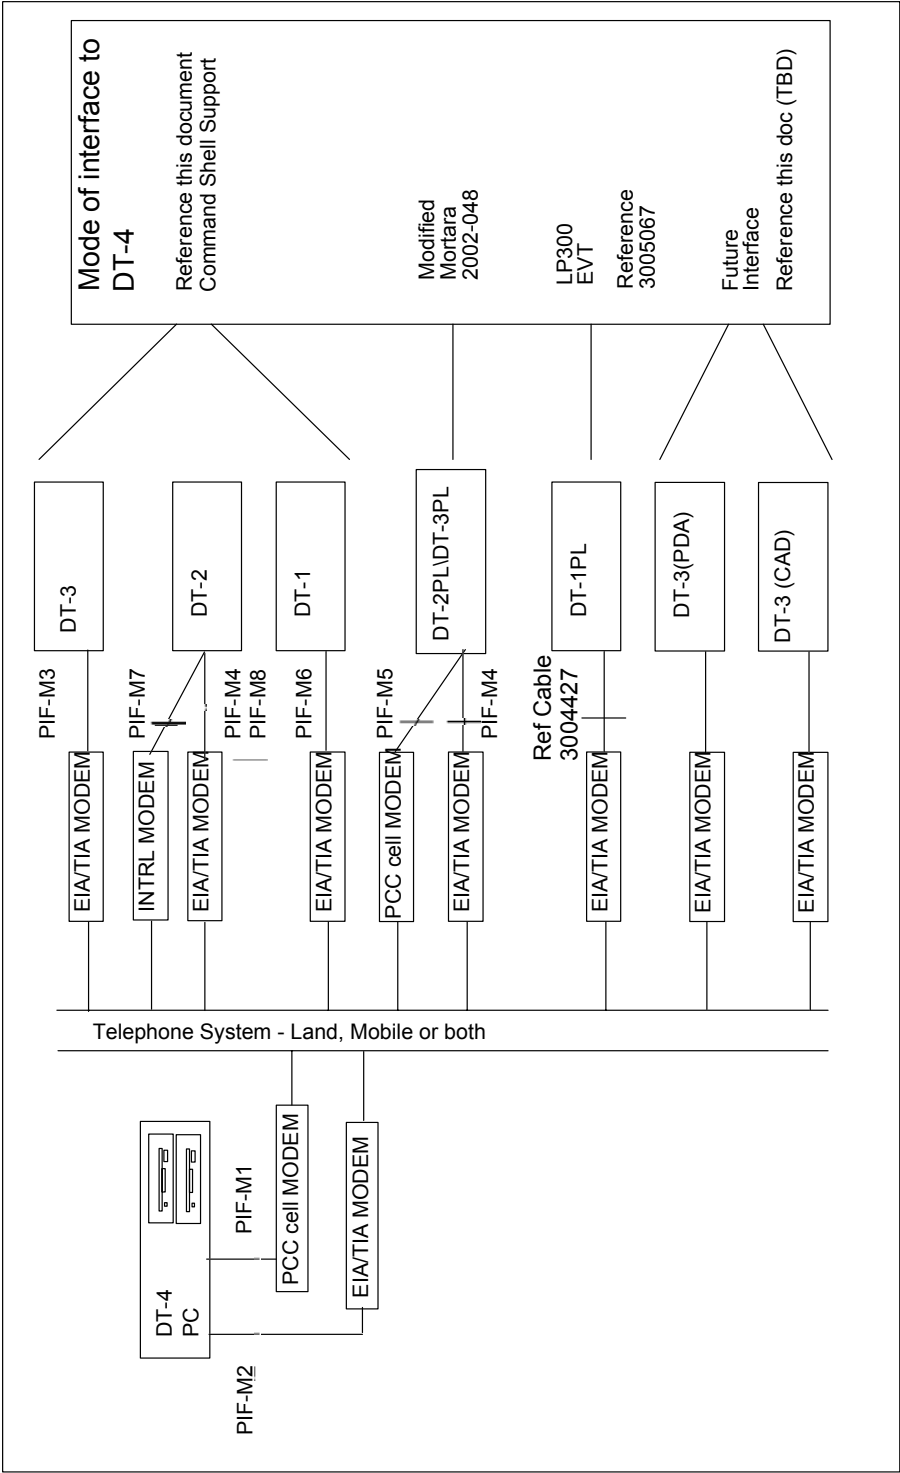 Mode of interface to
DT-4
Reference this document
Command Shell Support
Modified
Mortara
2002-048
LP300
EVT
Reference
3005067
Future
Interface
Reference this doc (TBD)
DT-3
DT-2
DT-1
DT-2PL\DT-3PL
DT-1PL
DT-3(PDA)
DT-3 (CAD)
PIF-M3
PIF-M7
PIF-M4
PIF-M8
PIF-M6
PIF-M5
PIF-M4
Ref Cable
3004427
EIA/TIA MODEM
INTRL MODEM
EIA/TIA MODEM
EIA/TIA MODEM
PCC cell MODEM
EIA/TIA MODEM
EIA/TIA MODEM
EIA/TIA MODEM
EIA/TIA MODEM
Telephone System - Land, Mobile or both
DT-4
PC
PIF-M1
PCC cell MODEM
EIA/TIA MODEM
PIF-M2